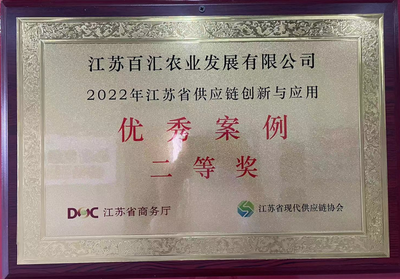 江苏百汇农业发展有限公司
2022年江苏省供应链创新与应用
优秀案例
二等奖
DOC 江苏省商务厅
江苏省现代供应链协会